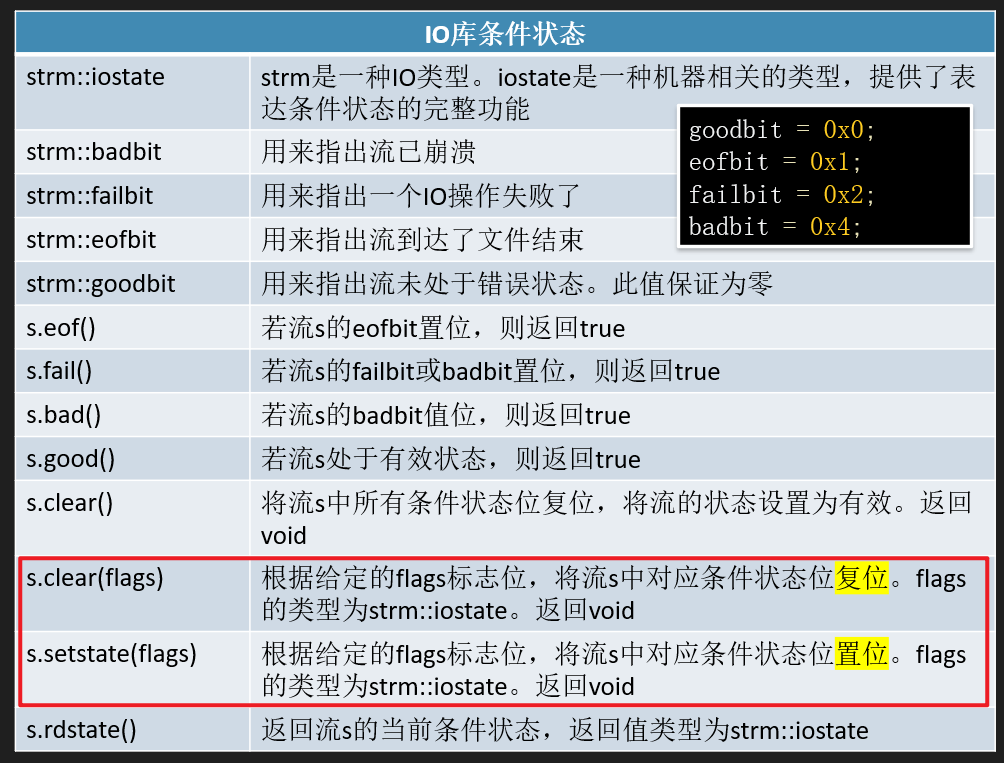 IO库条件状态
strm::iostate
strm是一种IO类型。iostate是一种机器相关的类型，提供了表
达条件状态的完整功能
goodbit = 0x0;
eofbit = 0x1;
failbit = 0x2;
badbit = 0x4;
strm::badbit
用来指出流已崩溃
strm::failbit
用来指出一个IO操作失败了
strm::eofbit
用来指出流到达了文件结束
strm::goodbit
用来指出流未处于错误状态。此值保证为零
s.eof()
若流s的eofbit置位，则返回true
s.fail()
若流s的failbit或badbit置位，则返回true
s.bad()
若流s的badbit值位，则返回true
s.good()
若流s处于有效状态，则返回true
s.clear()
将流s中所有条件状态位复位，将流的状态设置为有效。返回
void
s.clear(flags)
根据给定的flags标志位，将流s中对应条件状态位复位。flags
的类型为strm::iostate。返回void
s.setstate(flags)
根据给定的flags标志位，将流s中对应条件状态位置位。flags
的类型为strm::iostate。返回void
s.rdstate()
返回流s的当前条件状态，返回值类型为strm::iostate